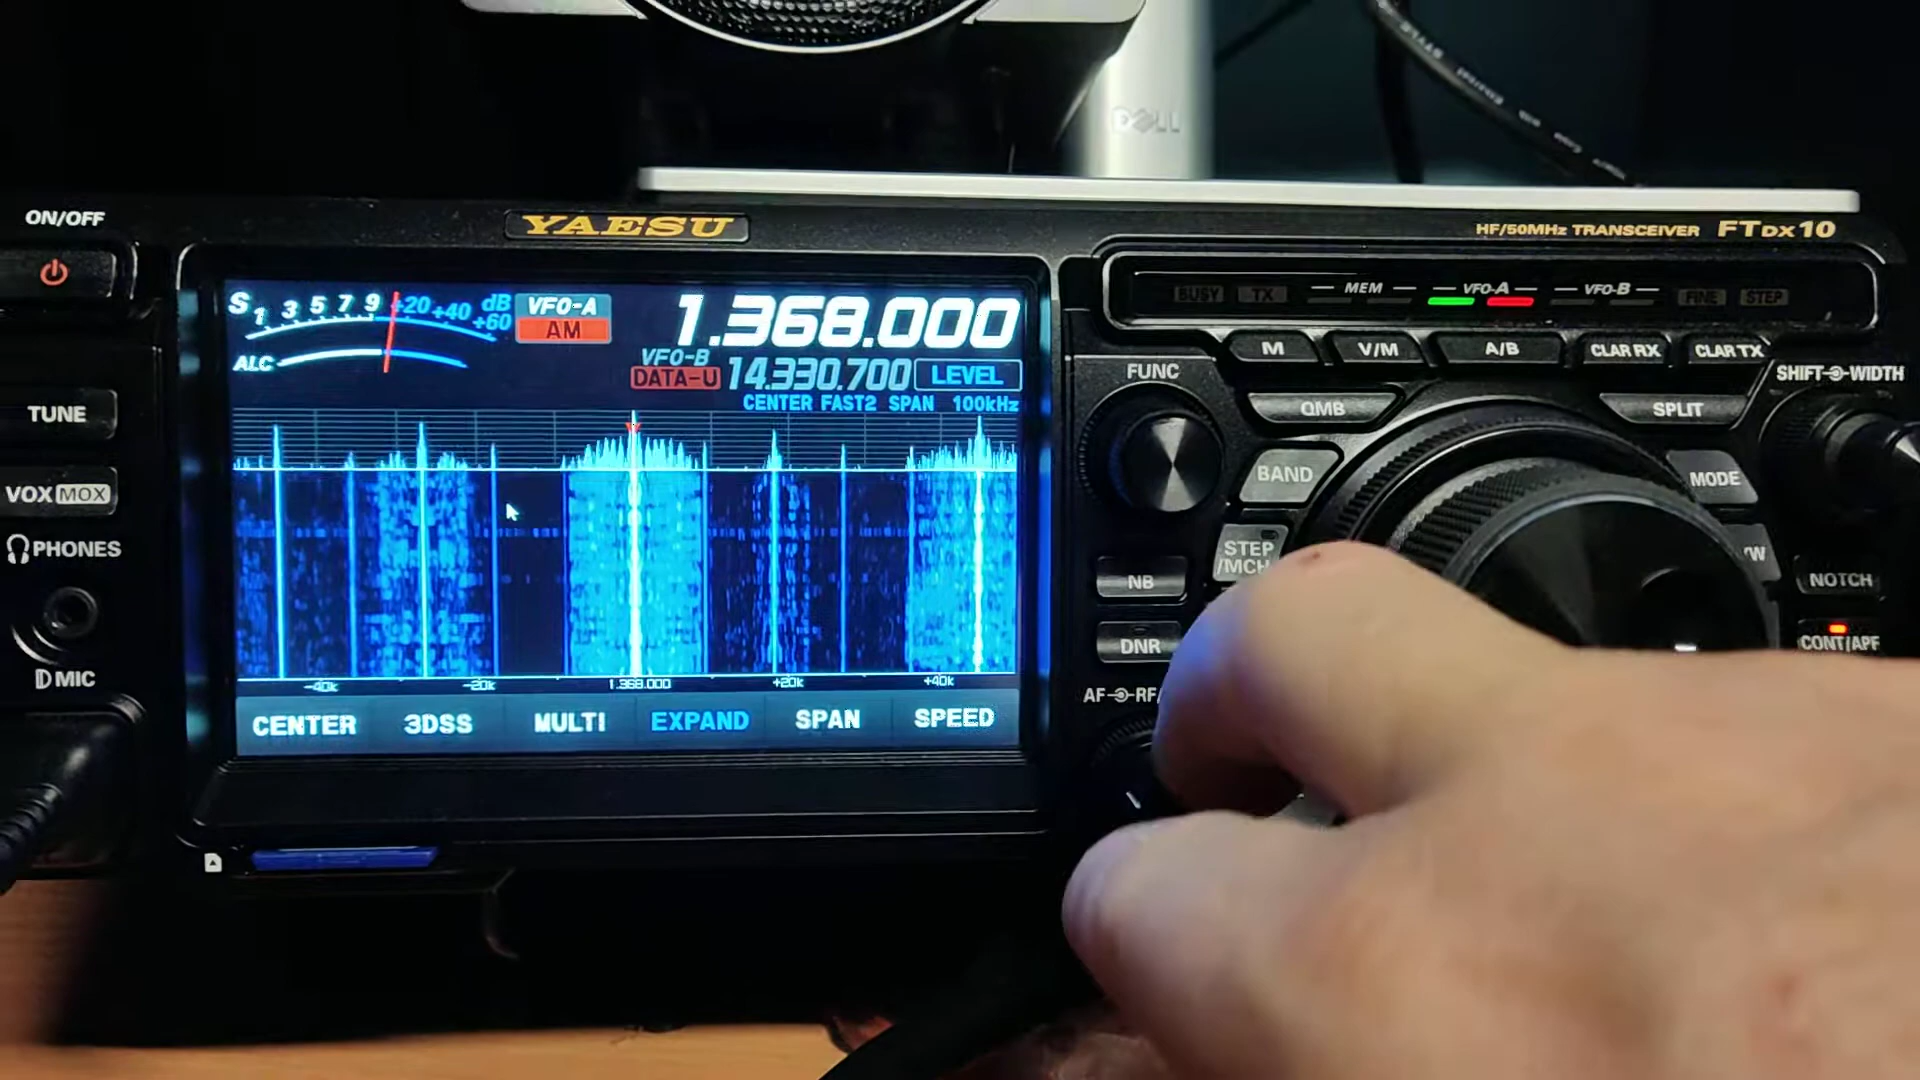 DELL
STYLE
ON/OFF
YAESU
HF/50MHz TRANSCEIVER FTDX10
S 1 3 5 7 9 +20 +40 +60 dB
ALC
VFO-A
AM
1.368.000
VFO-B
DATA-U 14.330.700 LEVEL
CENTER FAST2 SPAN 100kHz
-40k -20k 1.368.000 +20k +40k
CENTER 3DSS MULTI EXPAND SPAN SPEED
BUSY TX MEM VFO-A VFO-B FINE STEP
M V/M A/B CLAR RX CLAR TX
FUNC
SHIFT WIDTH
QMB SPLIT
BAND MODE
STEP
/MCH
/W
NB
NOTCH
DNR
CONT/APF
AF RF/
TUNE
VOX MOX
PHONES
MIC